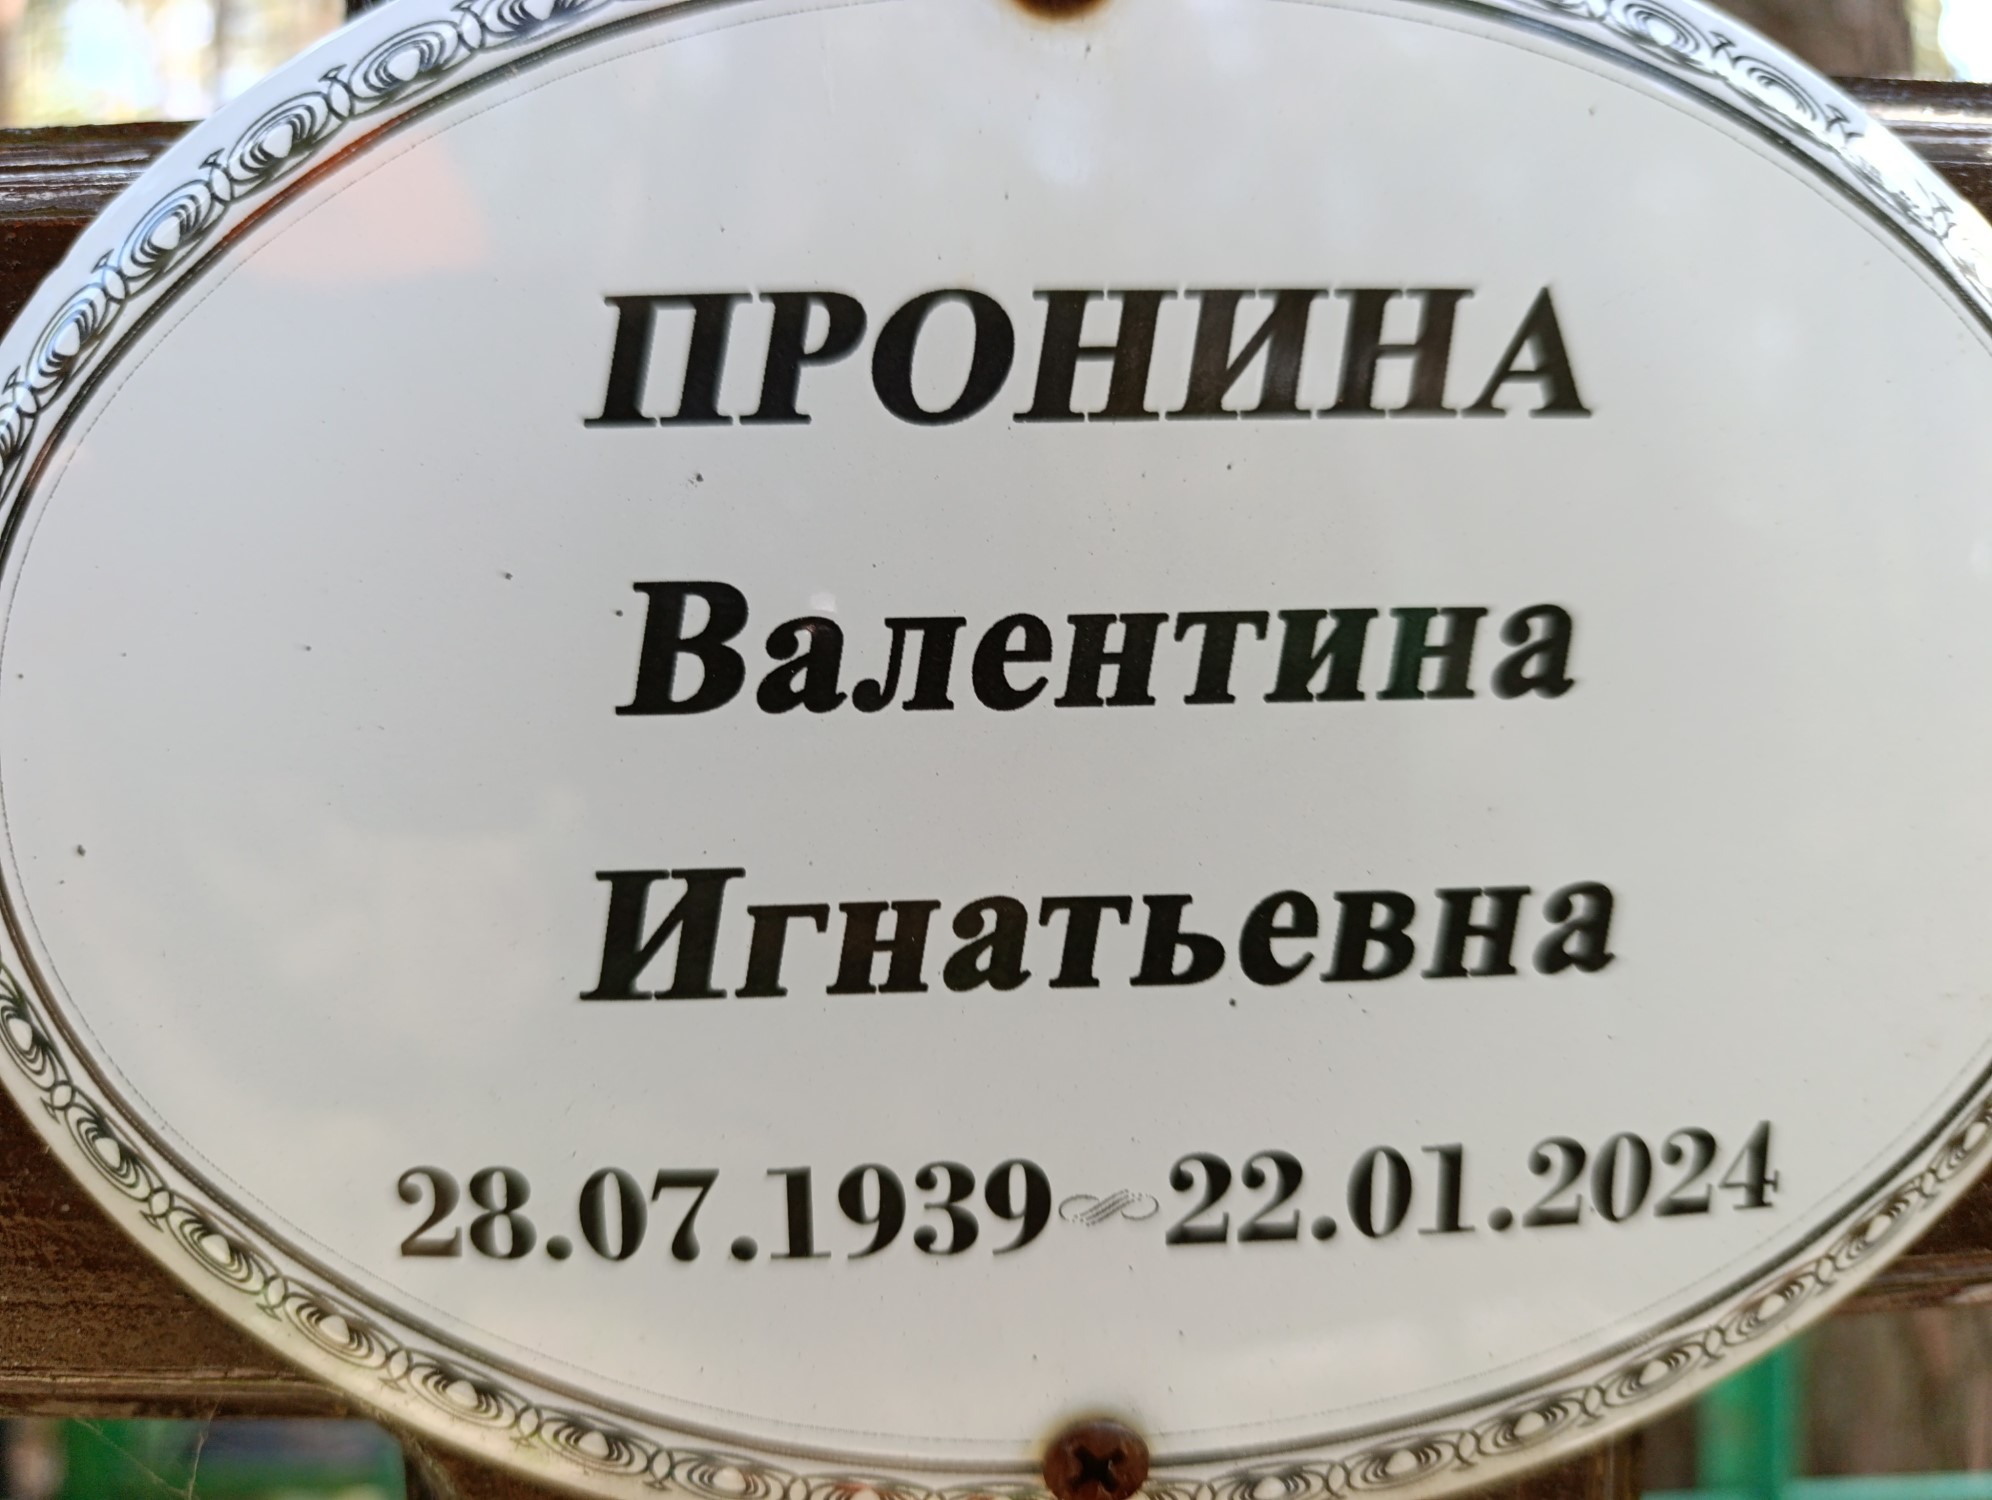 ПРОНИНА
Валентина
Игнатьевна
28.07.1939 22.01.2024